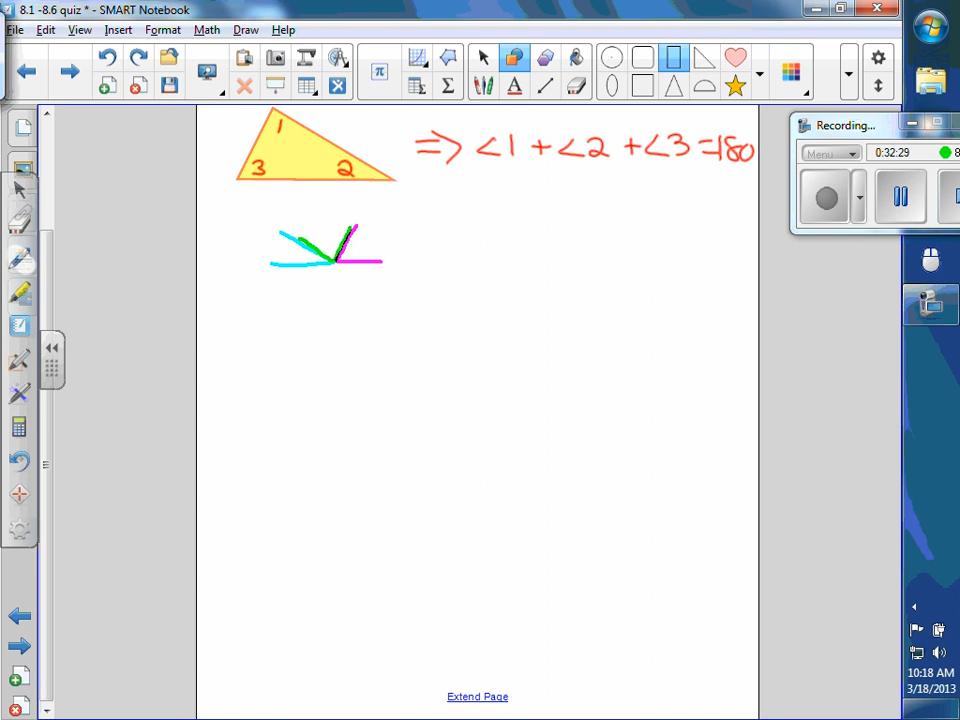 8.1 -8.6 quiz * - SMART Notebook
File Edit View Insert Format Math Draw Help
π
A
Σ
1
3 2
⇒ ∠1 + ∠2 + ∠3 = 180
Recording...
Menu
0:32:29
8
Extend Page
10:18 AM
3/18/2013